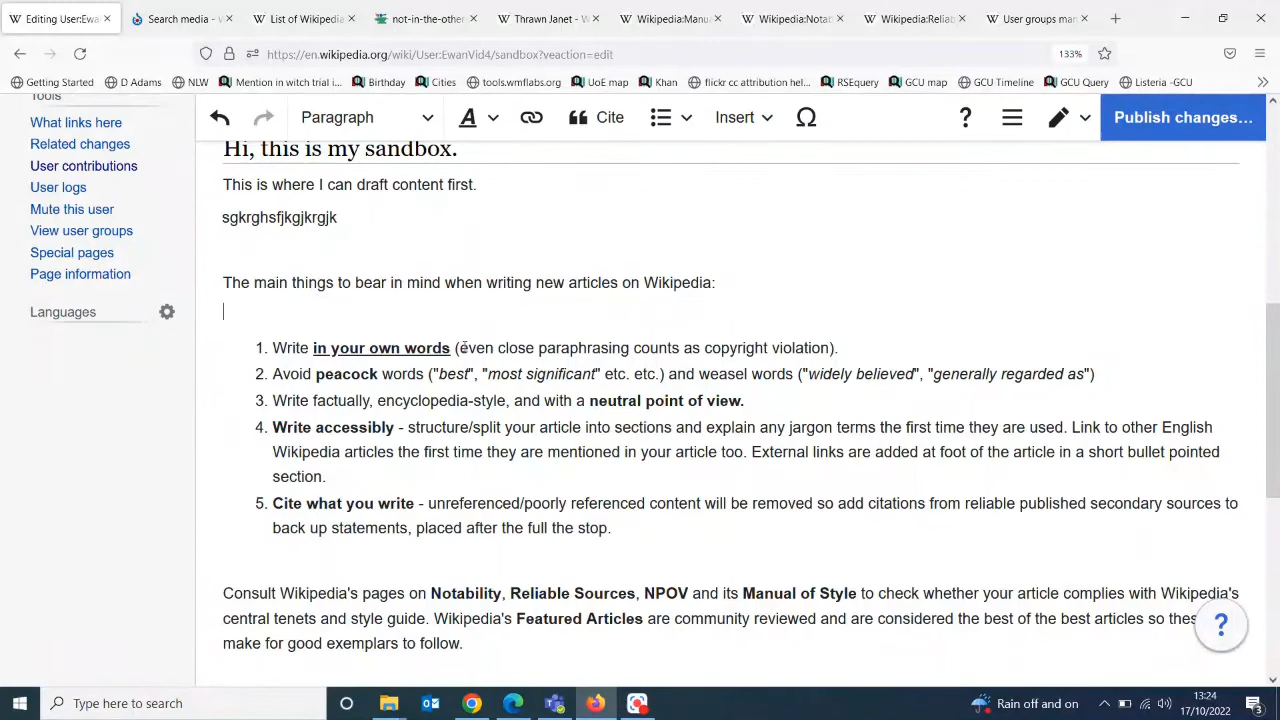 Editing User:Ewa
Search media - W
List of Wikipedia
not-in-the-other
Thrawn Janet - W
Wikipedia:Manu
Wikipedia:Notab
Wikipedia:Reliab
User groups man
https://en.wikipedia.org/wiki/User:EwanVid4/sandbox?veaction=edit
133%
Getting Started
D Adams
NLW
Mention in witch trial i...
Birthday
Cities
tools.wmflabs.org
UoE map
Khan
flickr cc attribution hel...
RSEquery
GCU map
GCU Timeline
GCU Query
Listeria -GCU
Tools
What links here
Related changes
User contributions
User logs
Mute this user
View user groups
Special pages
Page information
Languages
Paragraph
A
Cite
Insert
Ω
?
Publish changes...
Hi, this is my sandbox.
This is where I can draft content first.
sgkrghsfjkgjkrgjk
The main things to bear in mind when writing new articles on Wikipedia:
1. Write in your own words (even close paraphrasing counts as copyright violation).
2. Avoid peacock words ("best", "most significant" etc. etc.) and weasel words ("widely believed", "generally regarded as")
3. Write factually, encyclopedia-style, and with a neutral point of view.
4. Write accessibly - structure/split your article into sections and explain any jargon terms the first time they are used. Link to other English
Wikipedia articles the first time they are mentioned in your article too. External links are added at foot of the article in a short bullet pointed
section.
5. Cite what you write - unreferenced/poorly referenced content will be removed so add citations from reliable published secondary sources to
back up statements, placed after the full the stop.
Consult Wikipedia's pages on Notability, Reliable Sources, NPOV and its Manual of Style to check whether your article complies with Wikipedia's
central tenets and style guide. Wikipedia's Featured Articles are community reviewed and are considered the best of the best articles so thes
make for good exemplars to follow.
?
Type here to search
Rain off and on
13:24
17/10/2022
3